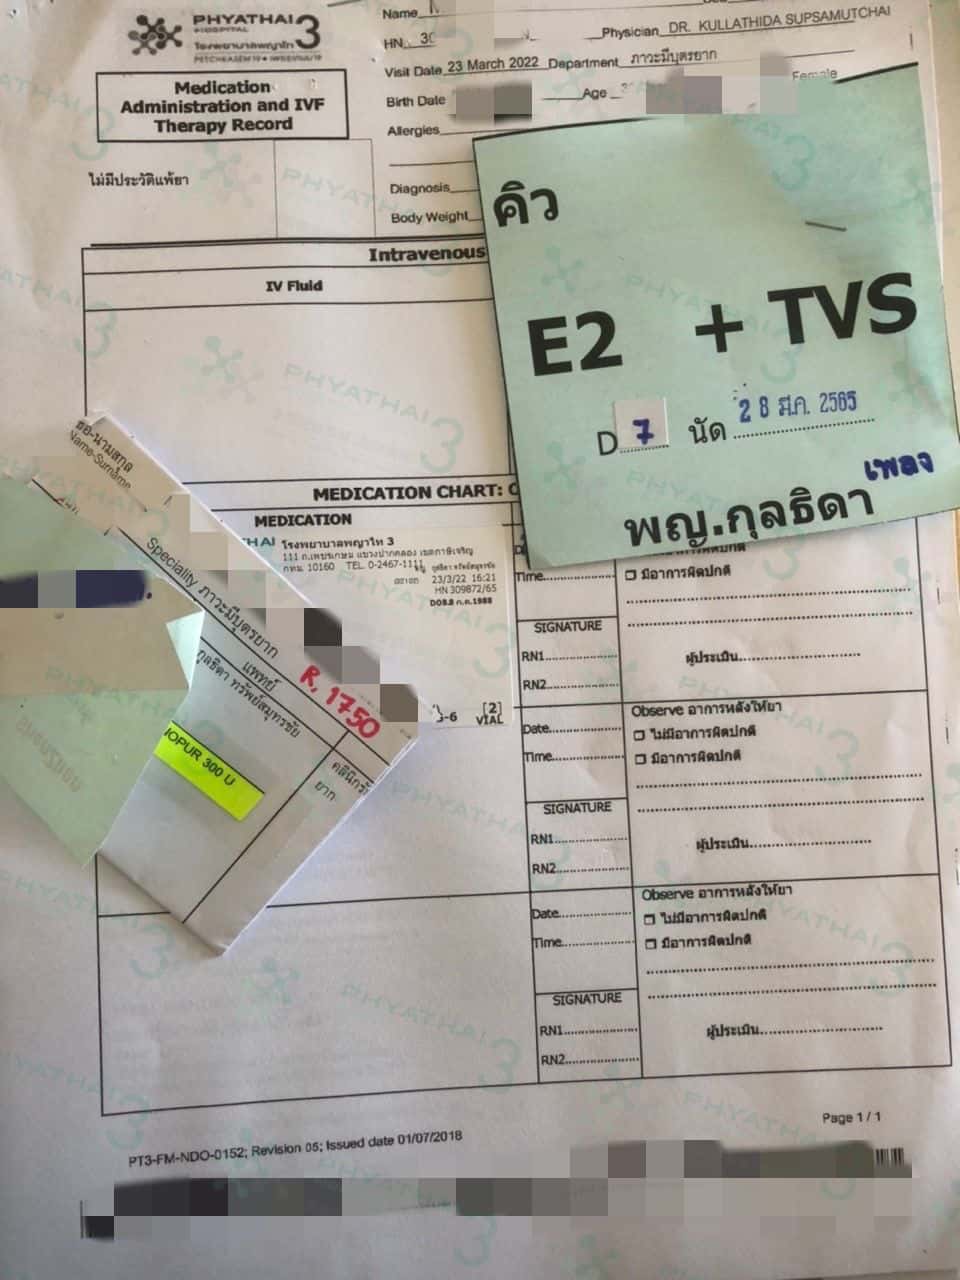 PHYATHAI 3
HOSPITAL
โรงพยาบาลพญาไท
PETCHKASEM 19 • เพชรเกษม 19
Medication
Administration and IVF
Therapy Record
ไม่มีประวัติแพ้ยา
Name
HN. 30
Physician DR. KULLATHIDA SUPSAMUTCHAI
Visit Date 23 March 2022 Department ภาวะมีบุตรยาก
Birth Date
Age
Female
Allergies
Diagnosis
Body Weight
Intravenous
IV Fluid
คิว
E2 + TVS
D 7 นัด 28 มี.ค. 2565
เพลง
พญ.กุลธิดา
MEDICATION CHART:
MEDICATION
โรงพยาบาลพญาไท 3
111 ถ.เพชรเกษม แขวงปากคลอง เขตภาษีเจริญ
กทม. 10160 TEL. 0-2467-1111
23/3/22 16:21
HN 309872/65
DOB.8 ก.ค.1988
[2]
VIAL
ชื่อ-นามสกุล
Name-Surname
Speciality ภาวะมีบุตรยาก
แพทย์
กุลธิดา ทรัพย์สมุทรชัย
R, 1750
OPUR 300 U
ยาก
Time
มีอาการผิดปกติ
SIGNATURE
RN1
ผู้ประเมิน
RN2
Date
Observe อาการหลังให้ยา
ไม่มีอาการผิดปกติ
Time
มีอาการผิดปกติ
SIGNATURE
RN1
ผู้ประเมิน
RN2
Date
Observe อาการหลังให้ยา
ไม่มีอาการผิดปกติ
Time
มีอาการผิดปกติ
SIGNATURE
RN1
ผู้ประเมิน
RN2
PT3-FM-NDO-0152; Revision 05; Issued date 01/07/2018
Page 1 / 1